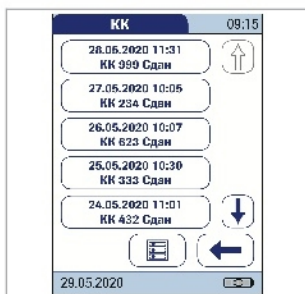 КК 09:15
28.05.2020 11:31
КК 999 Сдан
27.05.2020 10:05
КК 234 Сдан
26.05.2020 10:07
КК 623 Сдан
25.05.2020 10:30
КК 333 Сдан
24.05.2020 11:01
КК 432 Сдан
29.05.2020